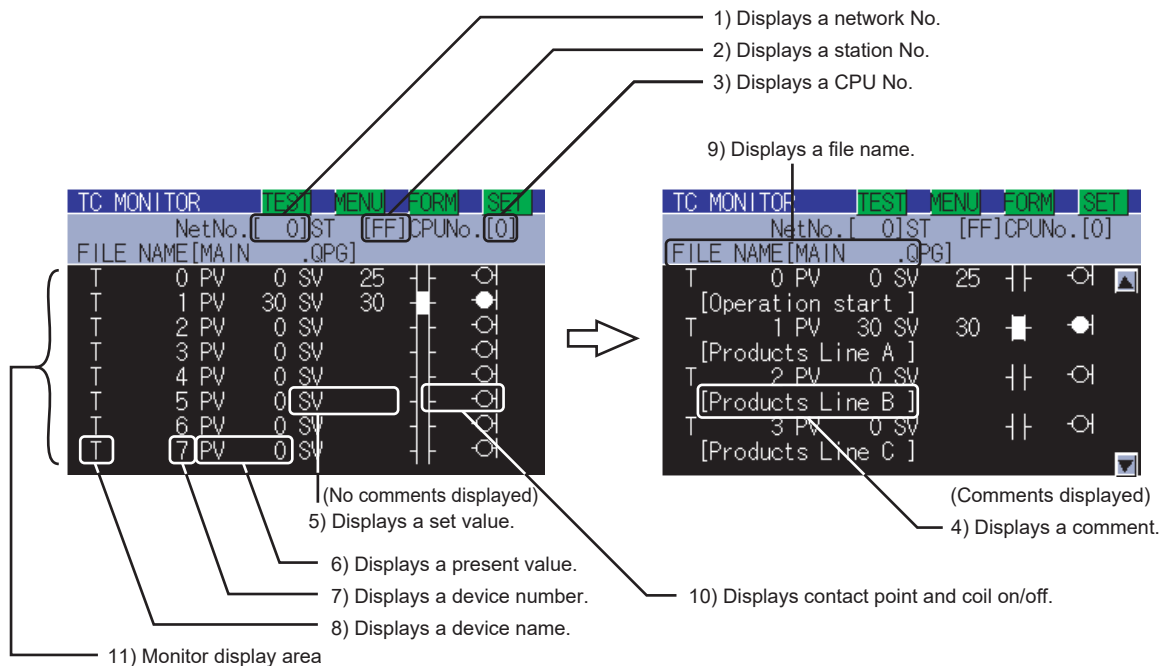 1) Displays a network No.
2) Displays a station No.
3) Displays a CPU No.
9) Displays a file name.
TC MONITOR TEST MENU FORM SET
NetNo.[ 0]ST [FF]CPUNo.[0]
FILE NAME[MAIN .QPG]
T 0 PV 0 SV 25
T 1 PV 30 SV 30
T 2 PV 0 SV
T 3 PV 0 SV
T 4 PV 0 SV
T 5 PV 0 SV
T 6 PV 0 SV
T 7 PV 0 SV
TC MONITOR TEST MENU FORM SET
NetNo.[ 0]ST [FF]CPUNo.[0]
FILE NAME[MAIN .QPG]
T 0 PV 0 SV 25
[Operation start ]
T 1 PV 30 SV 30
[Products Line A ]
T 2 PV 0 SV
[Products Line B ]
T 3 PV 0 SV
[Products Line C ]
(No comments displayed)
(Comments displayed)
5) Displays a set value.
4) Displays a comment.
6) Displays a present value.
7) Displays a device number.
10) Displays contact point and coil on/off.
8) Displays a device name.
11) Monitor display area